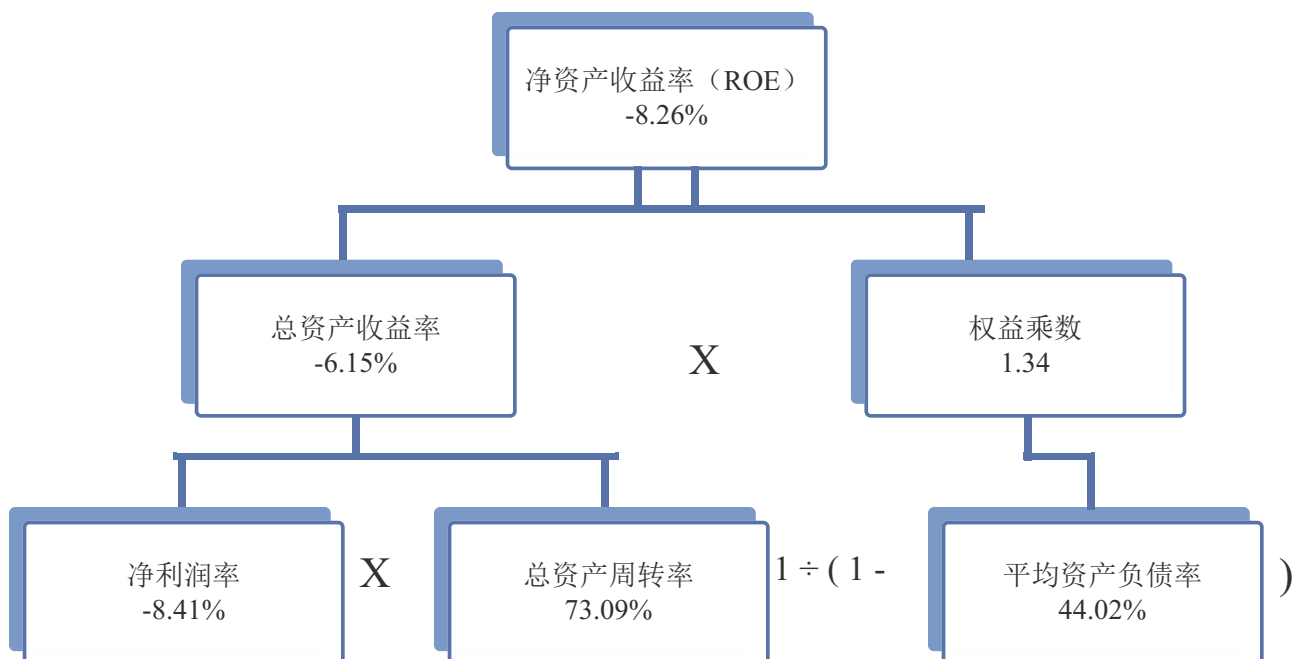 净资产收益率（ROE）
-8.26%
总资产收益率
-6.15%
X
权益乘数
1.34
净利润率
-8.41%
X
总资产周转率
73.09%
1 ÷ ( 1 -
平均资产负债率
44.02%
)